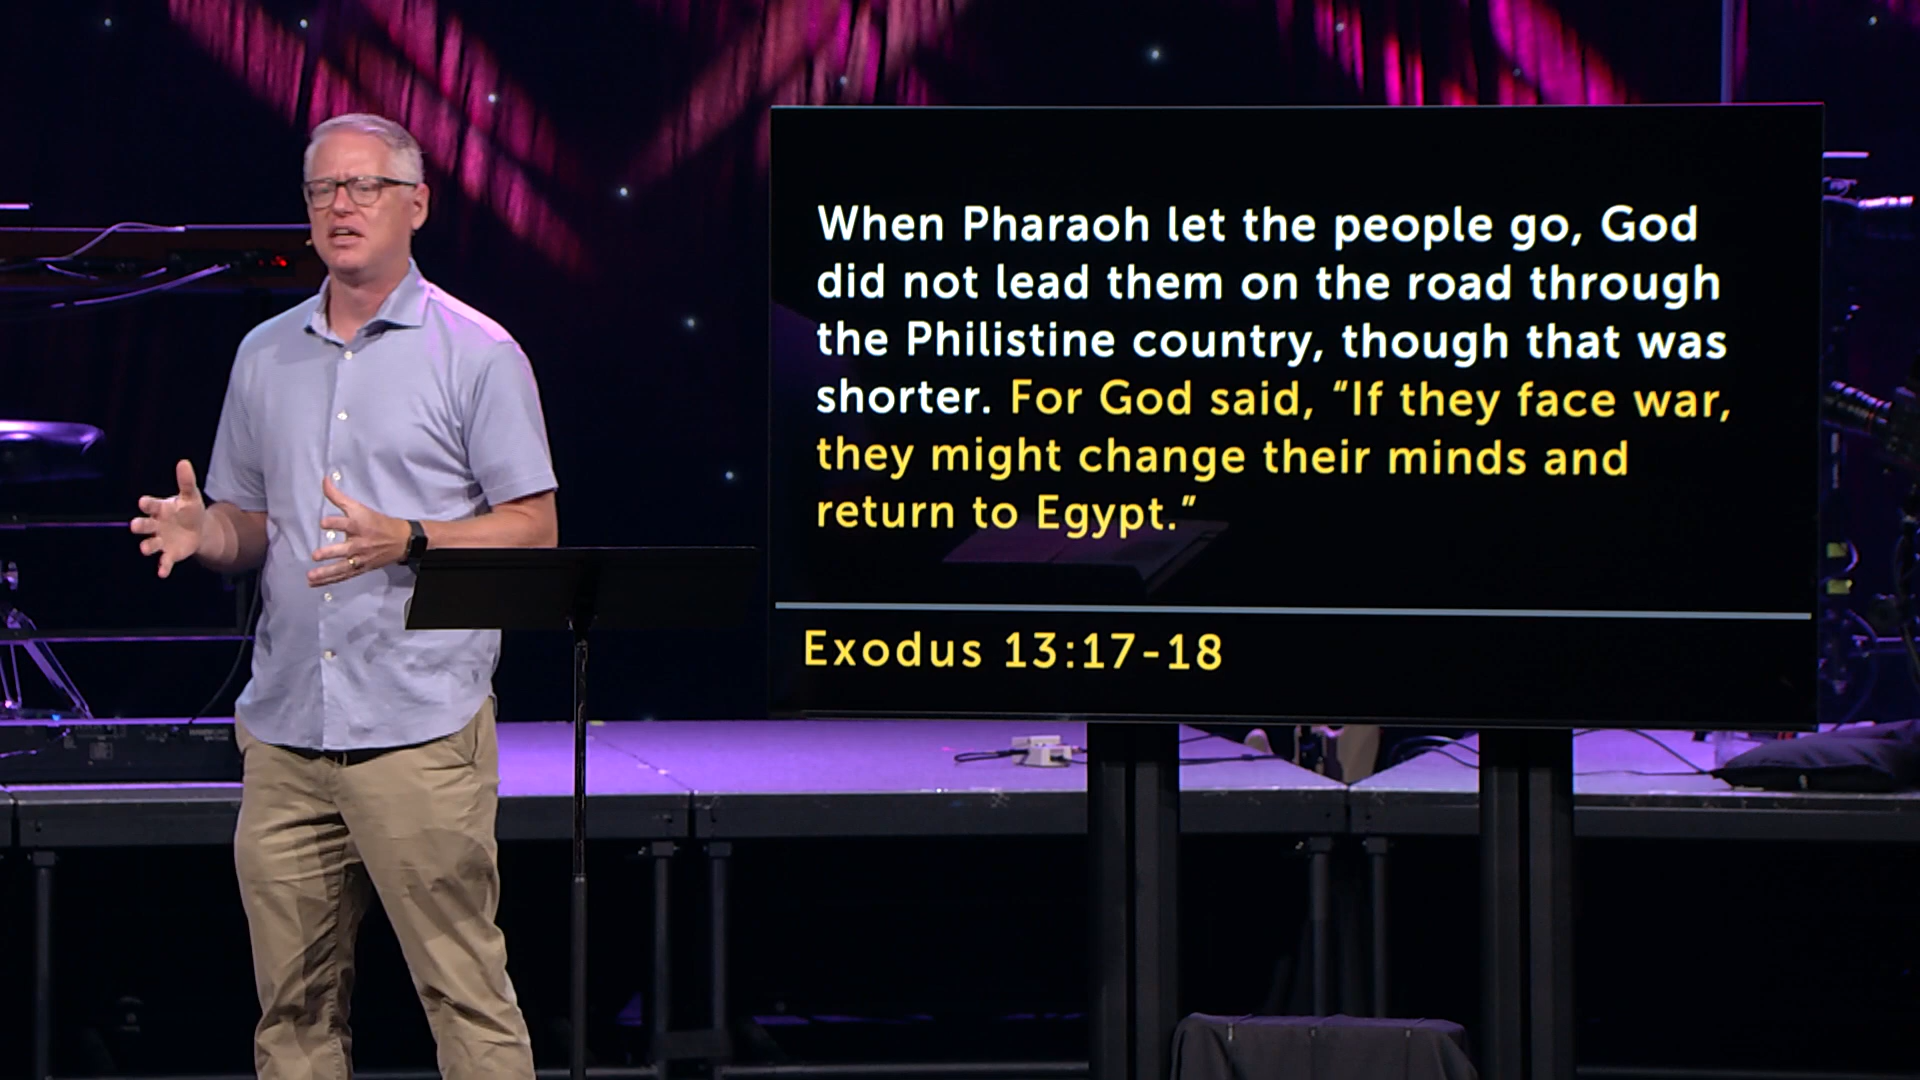 When Pharaoh let the people go, God
did not lead them on the road through
the Philistine country, though that was
shorter. For God said, “If they face war,
they might change their minds and
return to Egypt.”
Exodus 13:17-18